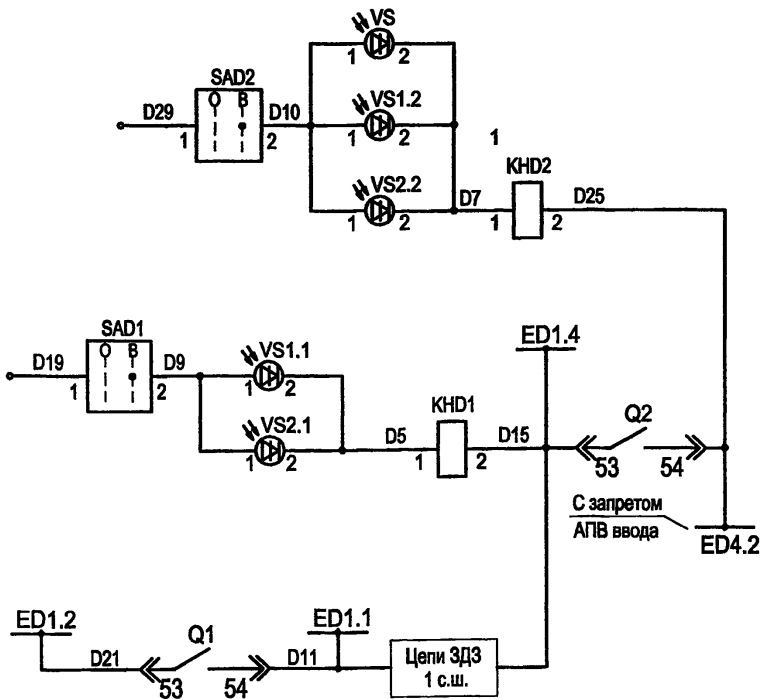 VS
1 2
SAD2
О В
D29
D10
1 2
VS1.2
1 2
1
VS2.2
1 2
D7
KHD2
D25
1 2
SAD1
О В
D19
D9
1 2
VS1.1
1 2
VS2.1
1 2
D5
KHD1
D15
1 2
ED1.4
Q2
53 54
С запретом
АПВ ввода
ED4.2
ED1.2
D21
Q1
53 54
D11
ED1.1
Цепи ЗДЗ
1 с.ш.